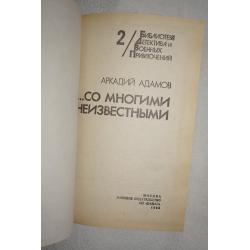 2/ БИБЛИОТЕКА
ДЕТЕКТИВА И
ВОЕННЫХ
ПРИКЛЮЧЕНИЙ
АРКАДИЙ АДАМОВ
...СО МНОГИМИ
НЕИЗВЕСТНЫМИ
МОСКВА